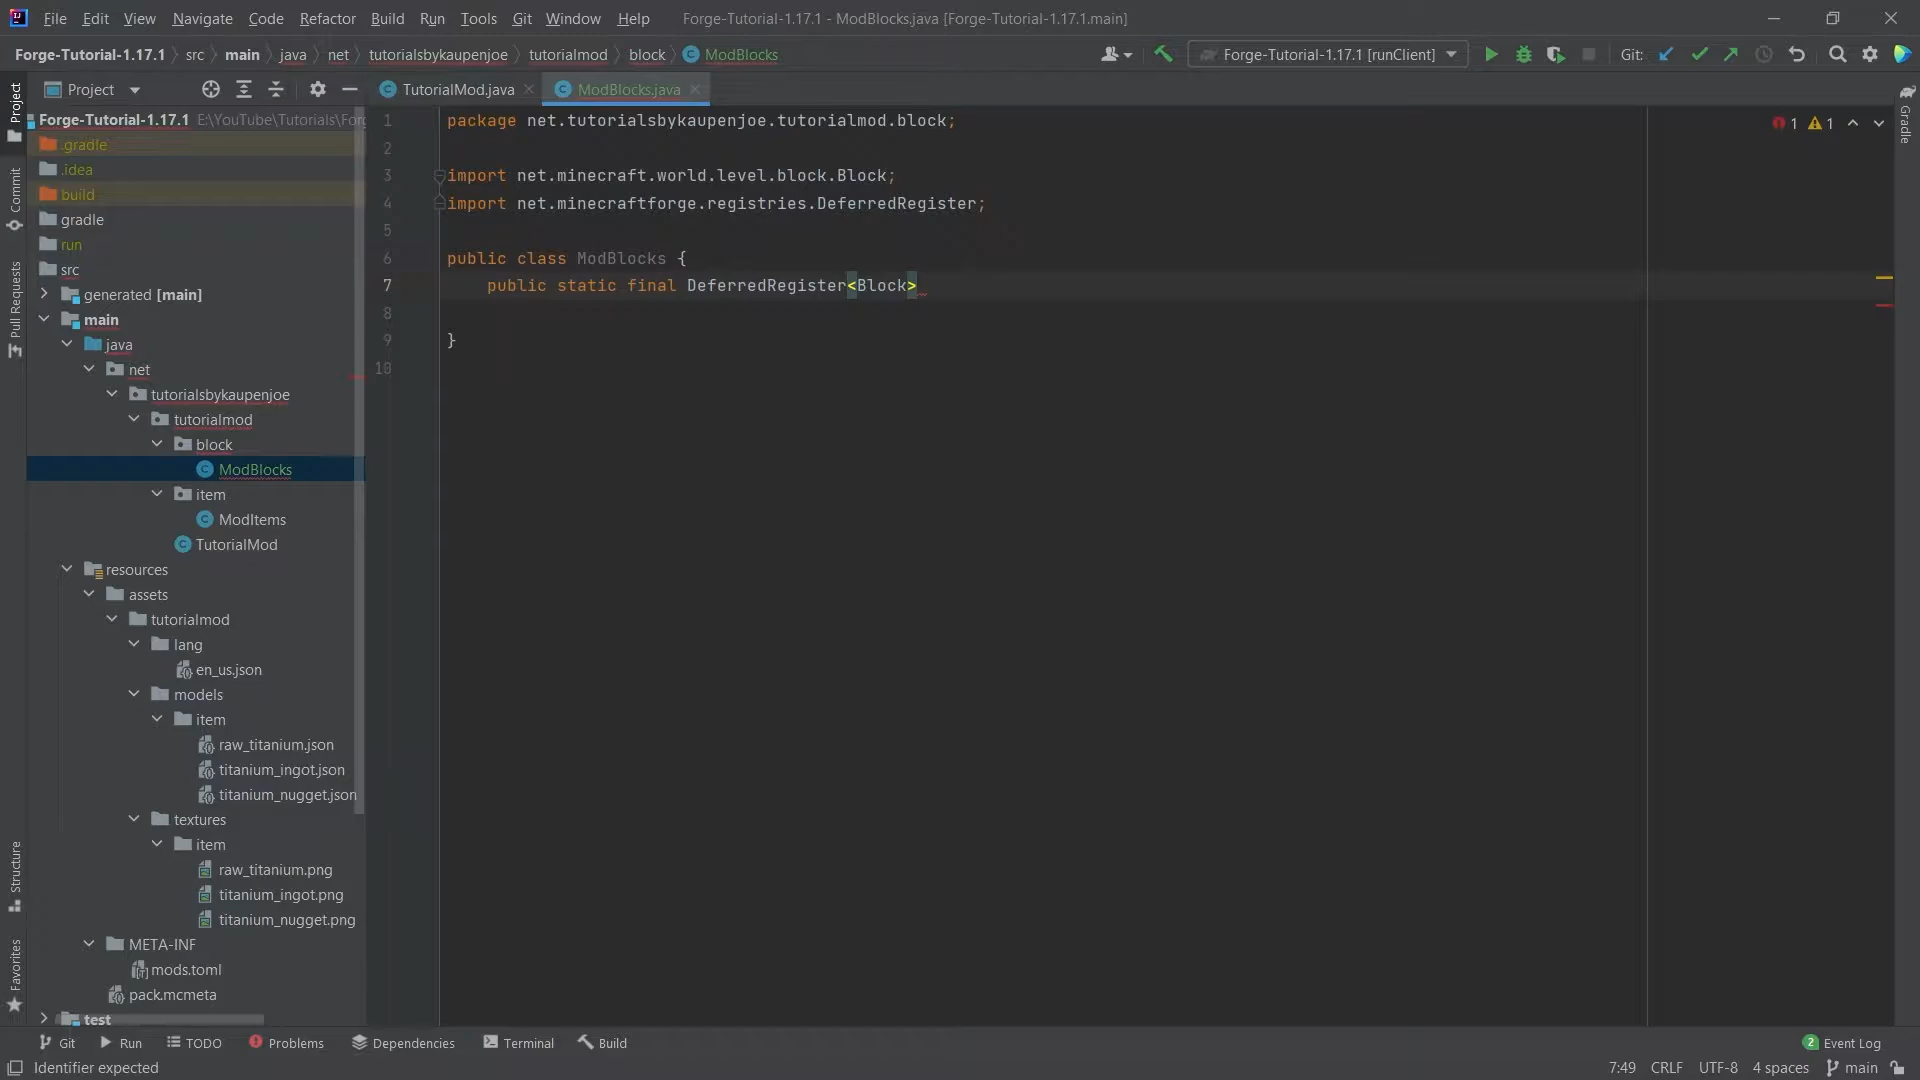 File Edit View Navigate Code Refactor Build Run Tools Git Window Help Forge-Tutorial-1.17.1 - ModBlocks.java [Forge-Tutorial-1.17.1.main]
Forge-Tutorial-1.17.1 src main java net tutorialsbykaupenjoe tutorialmod block ModBlocks Forge-Tutorial-1.17.1 [runClient] Git:
Project
Project
TutorialMod.java
ModBlocks.java
Commit
Pull Requests
Structure
Favorites
Forge-Tutorial-1.17.1
.gradle
.idea
build
gradle
run
src
generated [main]
main
java
net
tutorialsbykaupenjoe
tutorialmod
block
ModBlocks
item
ModItems
TutorialMod
resources
assets
tutorialmod
lang
en_us.json
models
item
raw_titanium.json
titanium_ingot.json
titanium_nugget.json
textures
item
raw_titanium.png
titanium_ingot.png
titanium_nugget.png
META-INF
mods.toml
pack.mcmeta
test
1 package net.tutorialsbykaupenjoe.tutorialmod.block;
2
3 import net.minecraft.world.level.block.Block;
4 import net.minecraftforge.registries.DeferredRegister;
5
6 public class ModBlocks {
7 public static final DeferredRegister<Block>
8
9 }
10
1 1
Gradle
Git Run TODO Problems Dependencies Terminal Build
2 Event Log
Identifier expected
7:49 CRLF UTF-8 4 spaces main